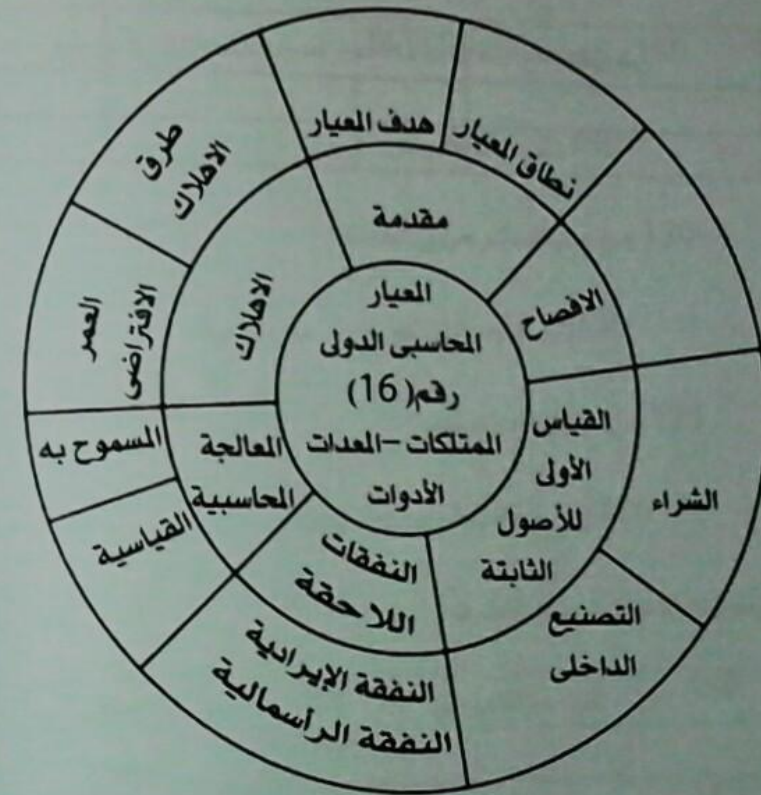 المعيار
المحاسبى الدولى
رقم (16)
الممتلكات – المعدات
الأدوات
مقدمة
هدف المعيار
نطاق المعيار
الافصاح
القياس
الأولى
للأصول
الثابتة
الشراء
التصنيع
الداخلى
النفقات
اللاحقة
النفقة الإيرادية
النفقة الرأسمالية
المعالجة
المحاسبية
القياسية
المسموح به
الاهلاك
العمر
الافتراضى
طرق
الاهلاك